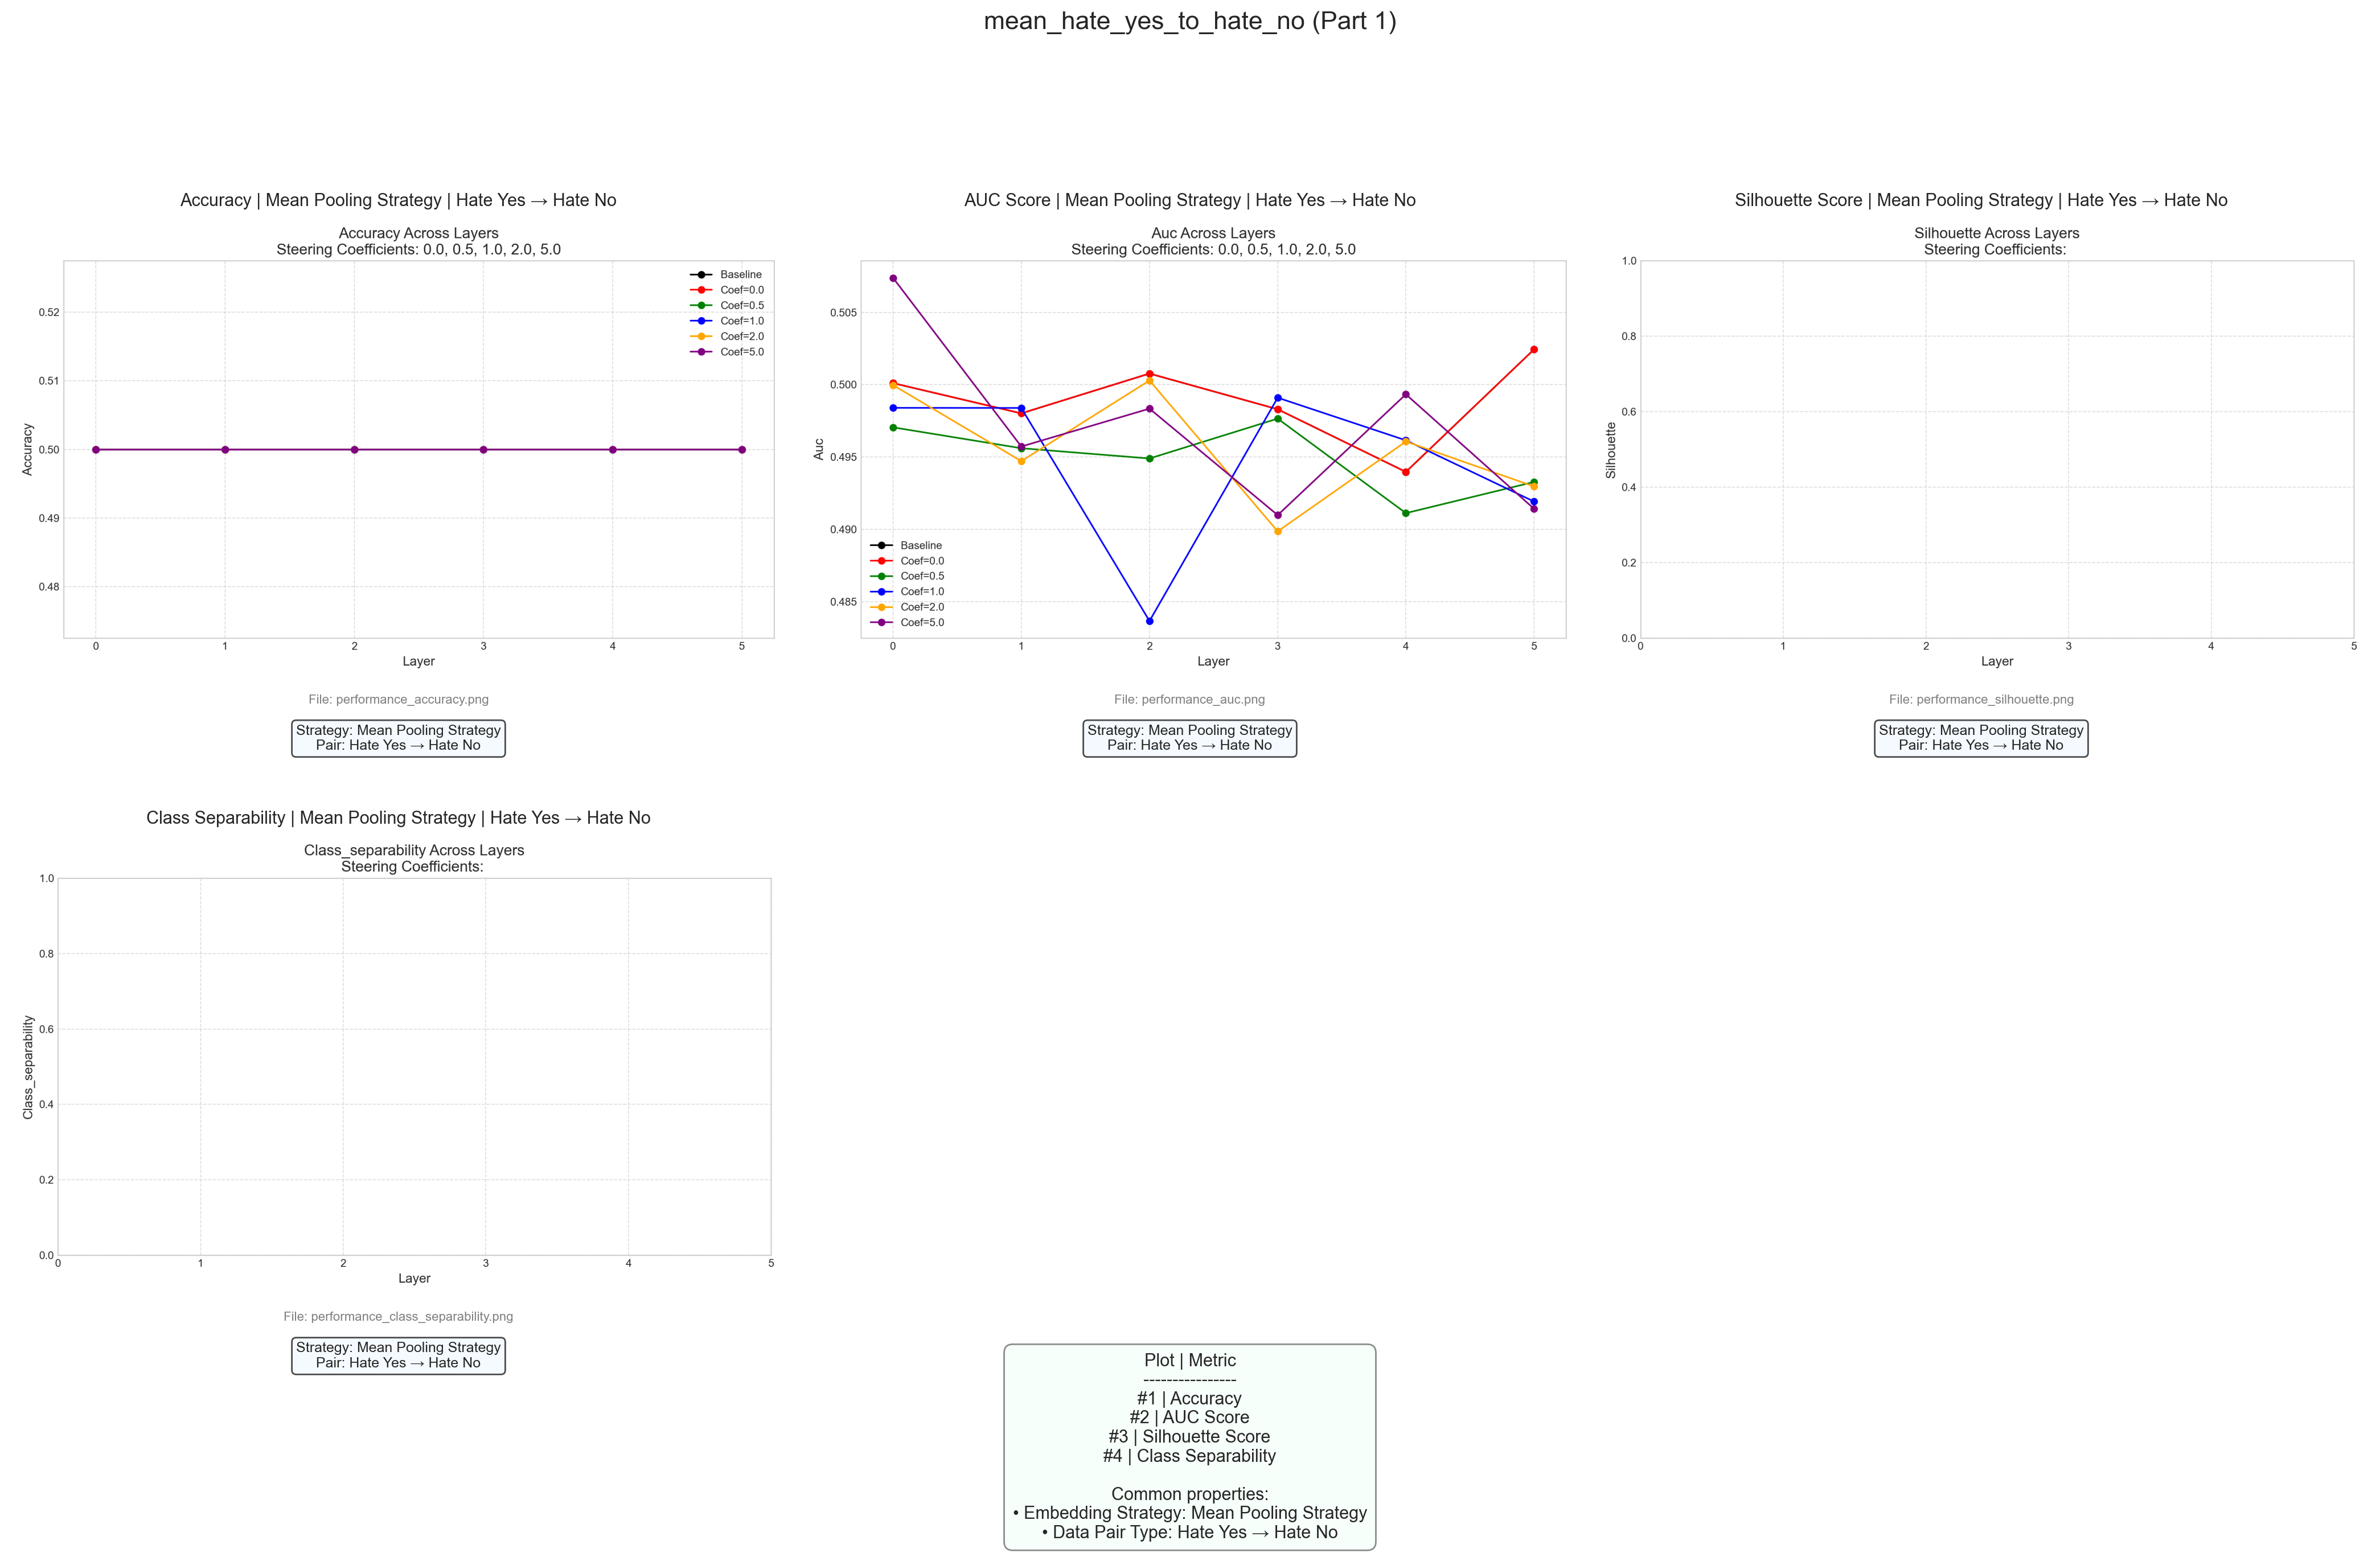 mean_hate_yes_to_hate_no (Part 1)
Accuracy | Mean Pooling Strategy | Hate Yes → Hate No
Accuracy Across Layers
Steering Coefficients: 0.0, 0.5, 1.0, 2.0, 5.0
Baseline
Coef=0.0
Coef=0.5
Coef=1.0
Coef=2.0
Coef=5.0
0.52
0.51
0.50
0.49
0.48
Accuracy
0 1 2 3 4 5
Layer
File: performance_accuracy.png
Strategy: Mean Pooling Strategy
Pair: Hate Yes → Hate No
AUC Score | Mean Pooling Strategy | Hate Yes → Hate No
Auc Across Layers
Steering Coefficients: 0.0, 0.5, 1.0, 2.0, 5.0
0.505
0.500
0.495
0.490
0.485
Auc
Baseline
Coef=0.0
Coef=0.5
Coef=1.0
Coef=2.0
Coef=5.0
0 1 2 3 4 5
Layer
File: performance_auc.png
Strategy: Mean Pooling Strategy
Pair: Hate Yes → Hate No
Silhouette Score | Mean Pooling Strategy | Hate Yes → Hate No
Silhouette Across Layers
Steering Coefficients:
1.0
0.8
0.6
0.4
0.2
0.0
Silhouette
0 1 2 3 4 5
Layer
File: performance_silhouette.png
Strategy: Mean Pooling Strategy
Pair: Hate Yes → Hate No
Class Separability | Mean Pooling Strategy | Hate Yes → Hate No
Class_separability Across Layers
Steering Coefficients:
1.0
0.8
0.6
0.4
0.2
0.0
Class_separability
0 1 2 3 4 5
Layer
File: performance_class_separability.png
Strategy: Mean Pooling Strategy
Pair: Hate Yes → Hate No
Plot | Metric
----------------
#1 | Accuracy
#2 | AUC Score
#3 | Silhouette Score
#4 | Class Separability
Common properties:
• Embedding Strategy: Mean Pooling Strategy
• Data Pair Type: Hate Yes → Hate No